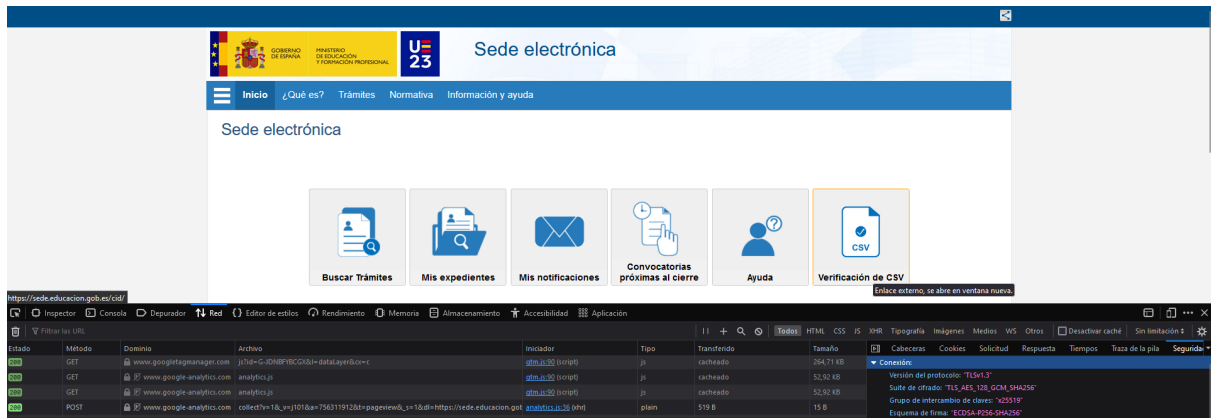 GOBIERNO
DE ESPAÑA
MINISTERIO
DE EDUCACIÓN
Y FORMACIÓN PROFESIONAL
UE
23
Sede electrónica
Inicio ¿Qué es? Trámites Normativa Información y ayuda
Sede electrónica
CSV
Buscar Trámites
Mis expedientes
Mis notificaciones
Convocatorias
próximas al cierre
Ayuda
Verificación de CSV
Enlace externo, se abre en ventana nueva.
https://sede.educacion.gob.es/cid/
Inspector Consola Depurador Red Editor de estilos Rendimiento Memoria Almacenamiento Accesibilidad Aplicación
Filtrar las URL Todos HTML CSS JS XHR Tipografía Imágenes Medios WS Otros Desactivar caché Sin limitación
Estado Método Dominio Archivo Iniciador Tipo Transferido Tamaño Cabeceras Cookies Solicitud Respuesta Tiempos Traza de la pila Seguridad
200 GET www.googletagmanager.com js?id=G-JDNBFYBCGX&l=dataLayer&cx=c gtm.js:90 (script) js cacheado 264,71 KB Conexión:
200 GET www.google-analytics.com analytics.js gtm.js:90 (script) js cacheado 52,92 KB Versión del protocolo: "TLSv1.3"
200 GET www.google-analytics.com analytics.js gtm.js:90 (script) js cacheado 52,92 KB Suite de cifrado: "TLS_AES_128_GCM_SHA256"
Grupo de intercambio de claves: "x25519"
200 POST www.google-analytics.com collect?v=1&_v=j101&a=756311912&t=pageview&_s=1&dl=https://sede.educacion.gob analytics.js:36 (xhr) plain 519 B 15 B Esquema de firma: "ECDSA-P256-SHA256"